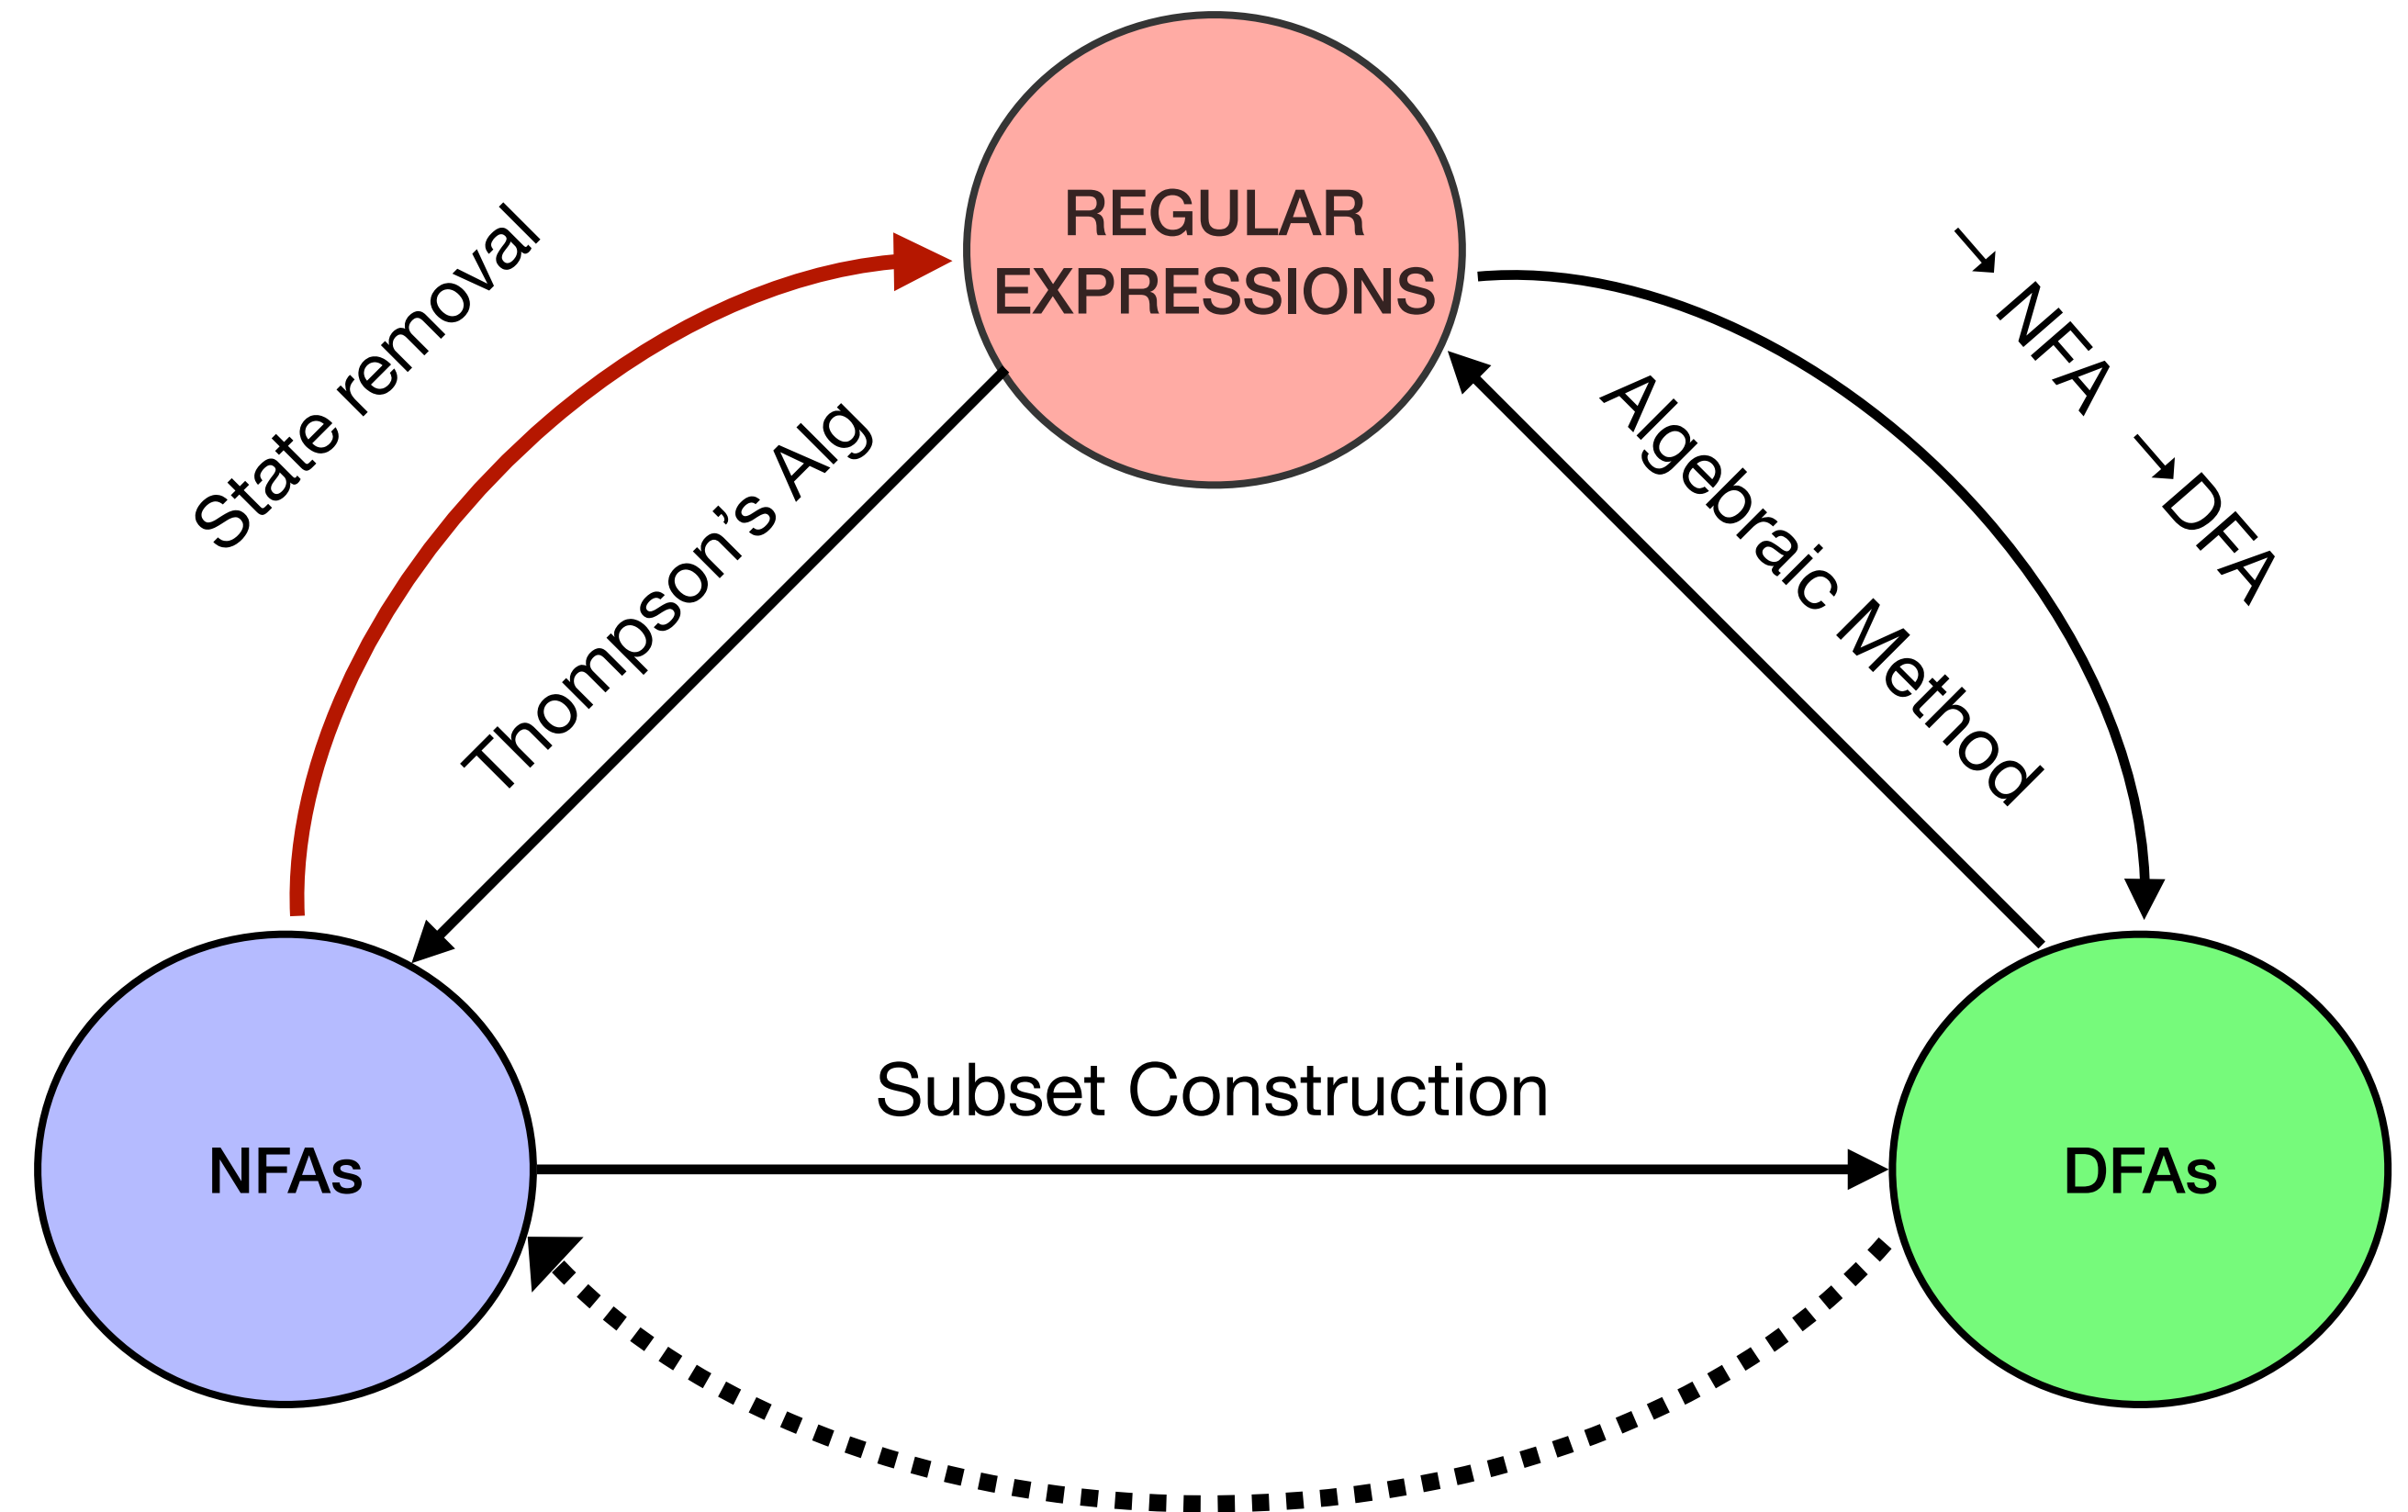 REGULAR
EXPRESSIONS
State removal
Thompson’s Alg
Algebraic Method
→ NFA →DFA
Subset Construction
NFAs
DFAs